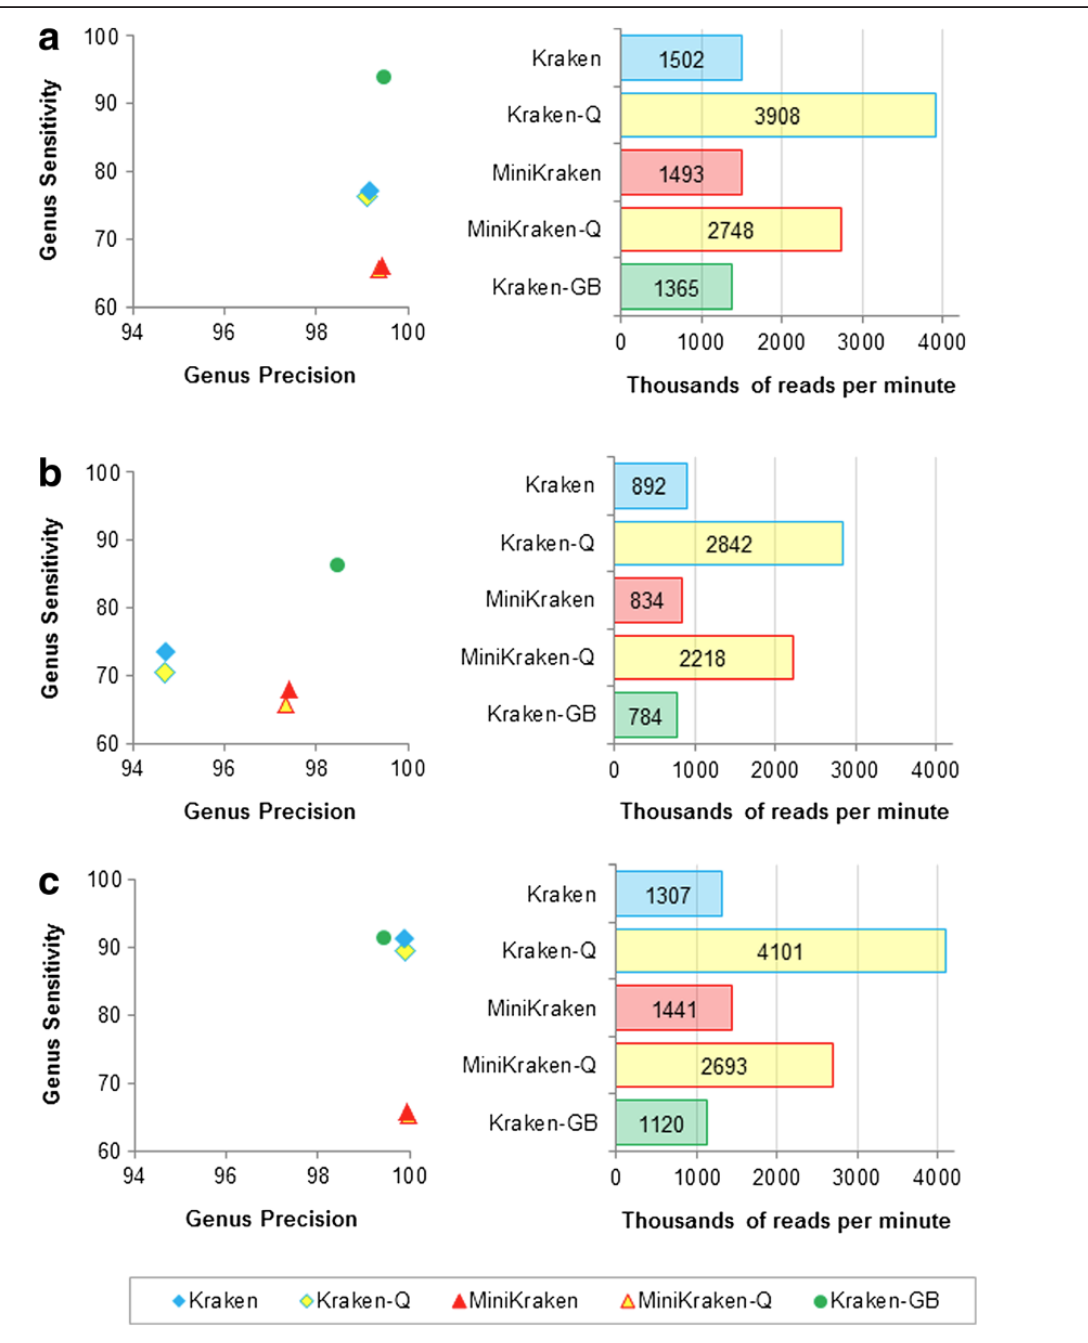 a
100
90
80
70
60
94 96 98 100
Genus Sensitivity
Genus Precision
Kraken 1502
Kraken-Q 3908
MiniKraken 1493
MiniKraken-Q 2748
Kraken-GB 1365
0 1000 2000 3000 4000
Thousands of reads per minute
b
100
90
80
70
60
94 96 98 100
Genus Sensitivity
Genus Precision
Kraken 892
Kraken-Q 2842
MiniKraken 834
MiniKraken-Q 2218
Kraken-GB 784
0 1000 2000 3000 4000
Thousands of reads per minute
c
100
90
80
70
60
94 96 98 100
Genus Sensitivity
Genus Precision
Kraken 1307
Kraken-Q 4101
MiniKraken 1441
MiniKraken-Q 2693
Kraken-GB 1120
0 1000 2000 3000 4000
Thousands of reads per minute
Kraken Kraken-Q MiniKraken MiniKraken-Q Kraken-GB